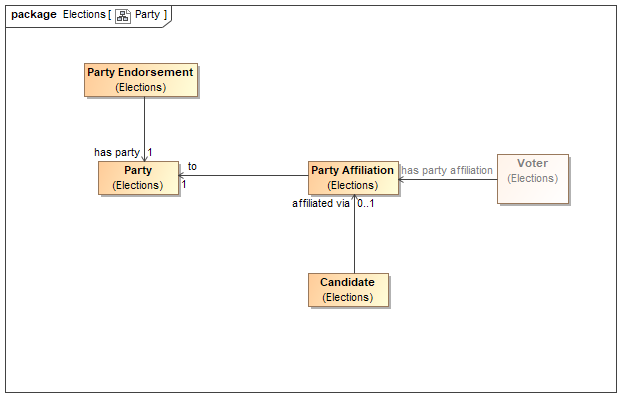 package Elections [ Party ]
Party Endorsement
(Elections)
has party 1
Party
(Elections)
to
1
Party Affiliation
(Elections)
has party affiliation
Voter
(Elections)
affiliated via 0..1
Candidate
(Elections)